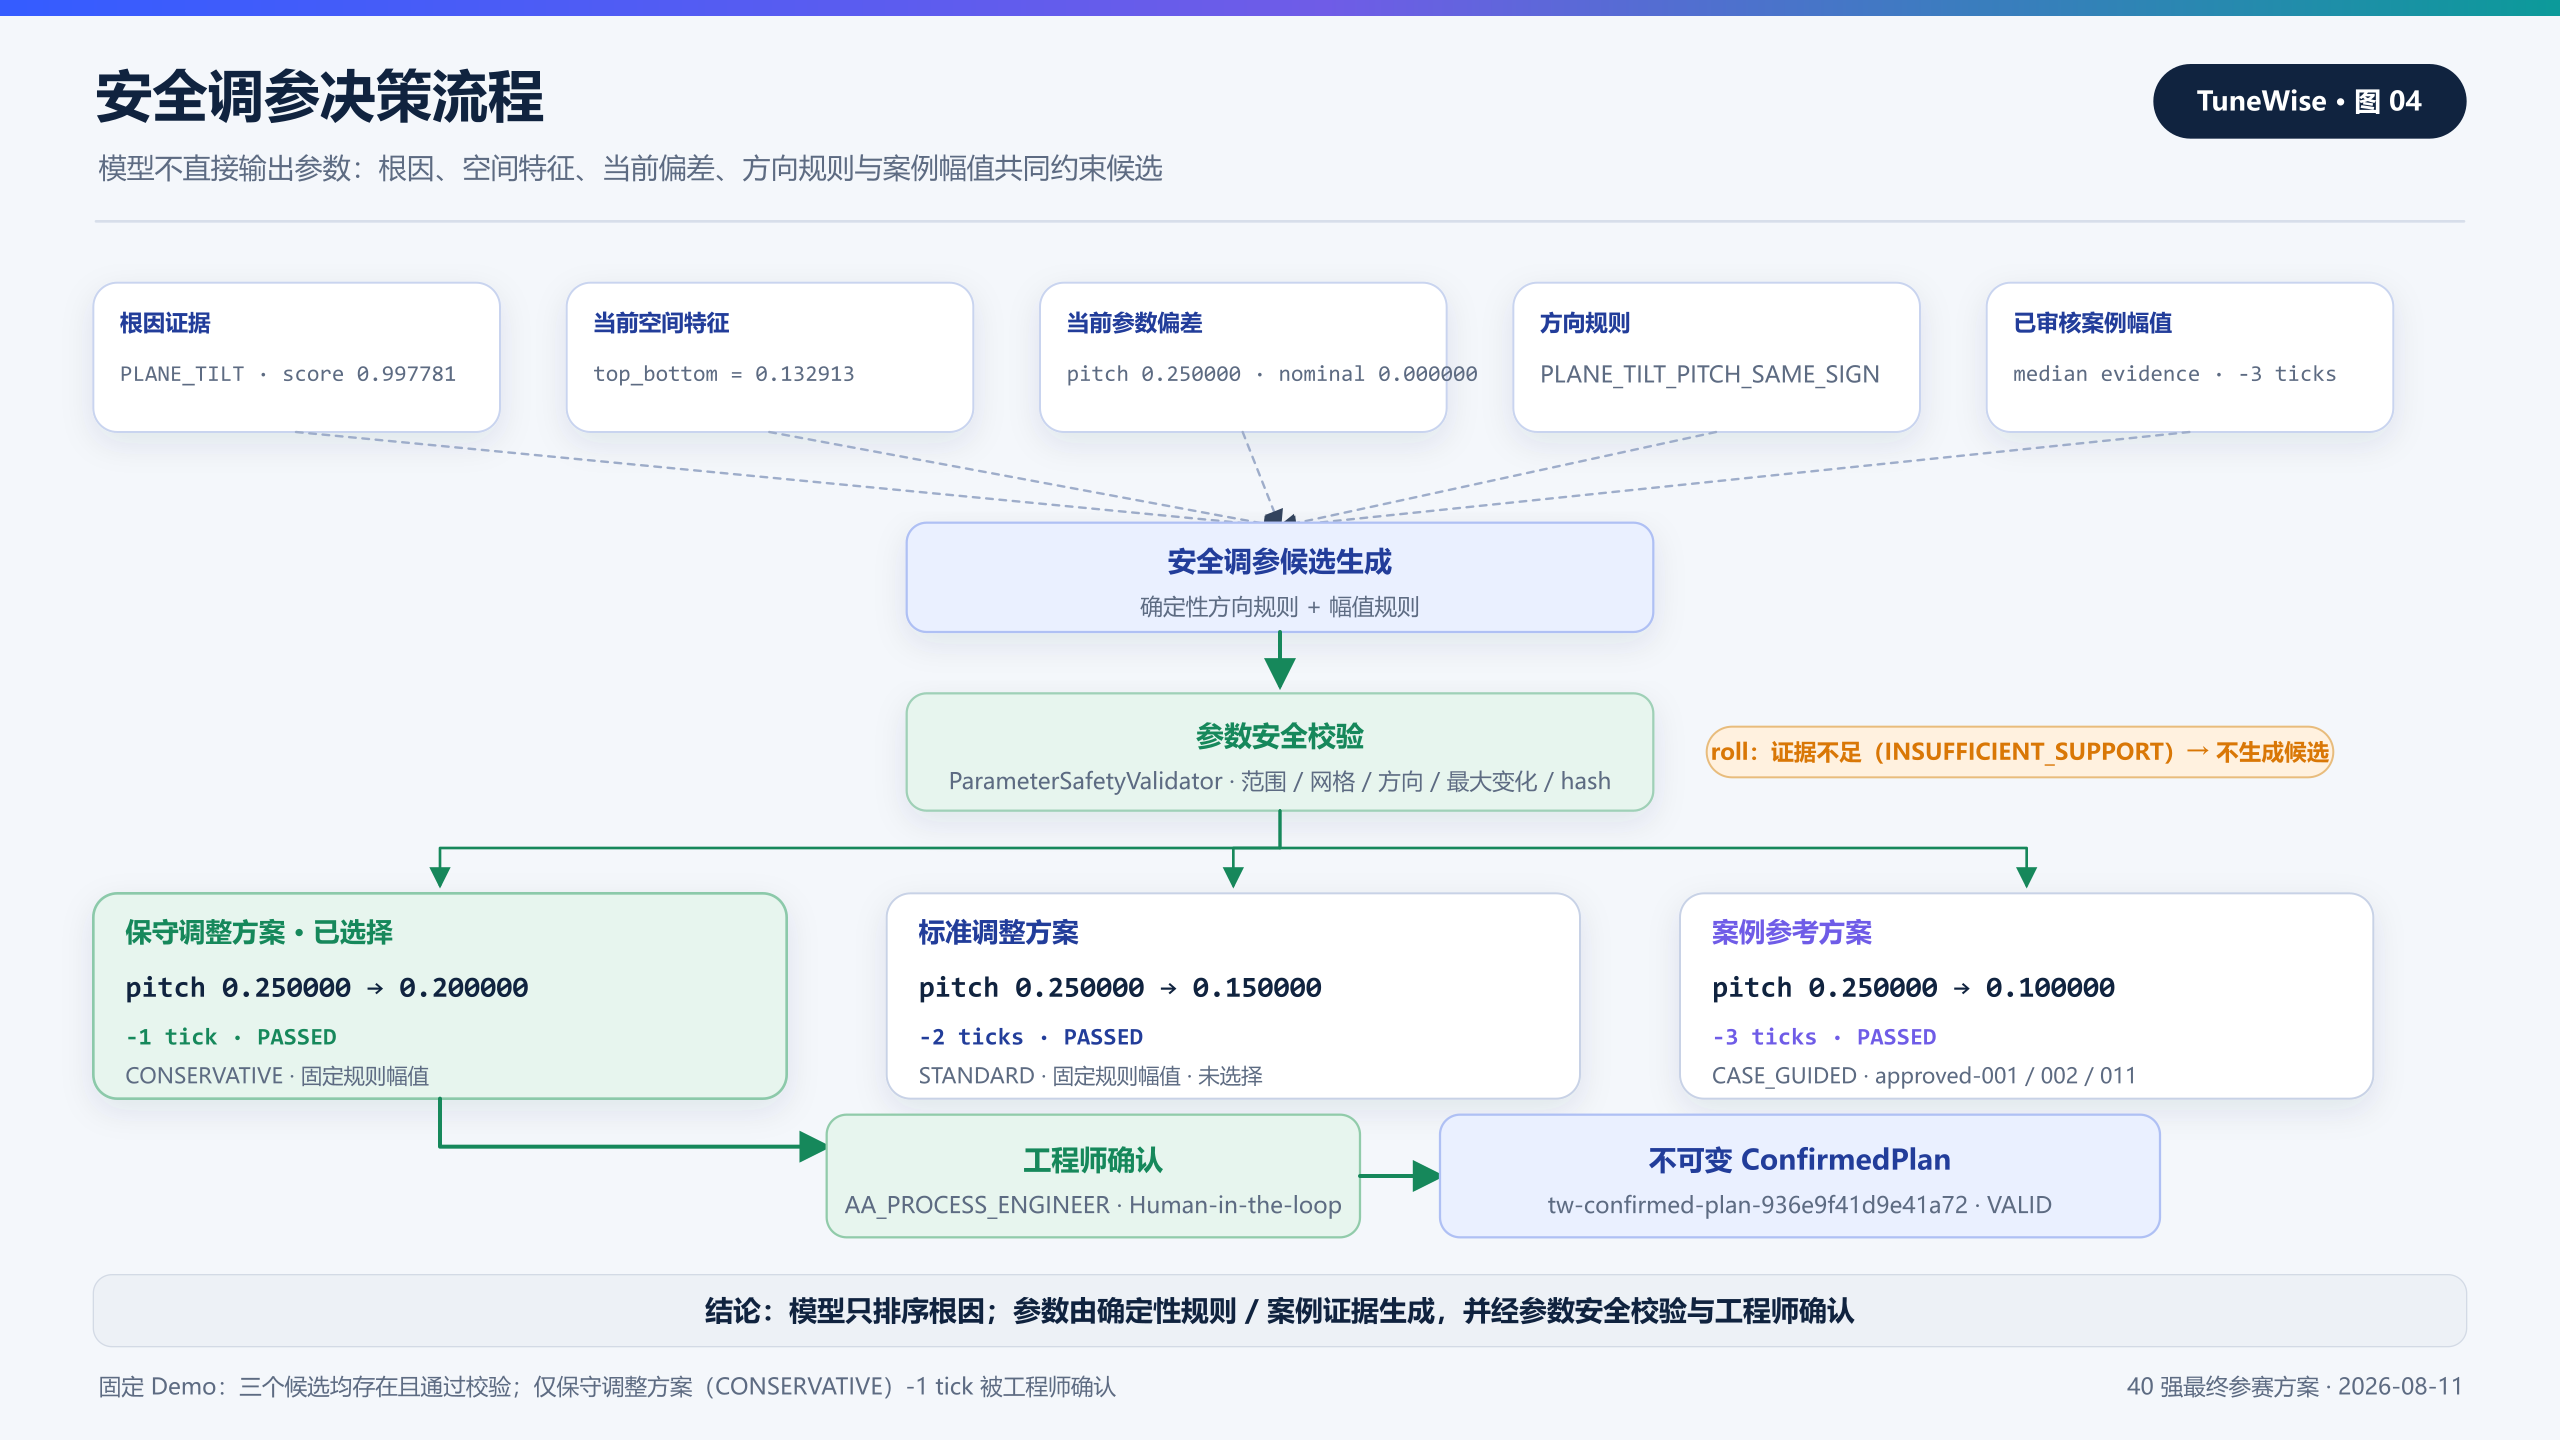 安全调参决策流程
TuneWise • 图 04
模型不直接输出参数：根因、空间特征、当前偏差、方向规则与案例幅值共同约束候选
根因证据
PLANE_TILT · score 0.997781
当前空间特征
top_bottom = 0.132913
当前参数偏差
pitch 0.250000 · nominal 0.000000
方向规则
PLANE_TILT_PITCH_SAME_SIGN
已审核案例幅值
median evidence · -3 ticks
安全调参候选生成
确定性方向规则 + 幅值规则
参数安全校验
ParameterSafetyValidator · 范围 / 网格 / 方向 / 最大变化 / hash
roll：证据不足（INSUFFICIENT_SUPPORT）→ 不生成候选
保守调整方案 • 已选择
pitch 0.250000 → 0.200000
-1 tick · PASSED
CONSERVATIVE · 固定规则幅值
标准调整方案
pitch 0.250000 → 0.150000
-2 ticks · PASSED
STANDARD · 固定规则幅值 · 未选择
案例参考方案
pitch 0.250000 → 0.100000
-3 ticks · PASSED
CASE_GUIDED · approved-001 / 002 / 011
工程师确认
AA_PROCESS_ENGINEER · Human-in-the-loop
不可变 ConfirmedPlan
tw-confirmed-plan-936e9f41d9e41a72 · VALID
结论：模型只排序根因；参数由确定性规则 / 案例证据生成，并经参数安全校验与工程师确认
固定 Demo：三个候选均存在且通过校验；仅保守调整方案（CONSERVATIVE）-1 tick 被工程师确认
40 强最终参赛方案 · 2026-08-11